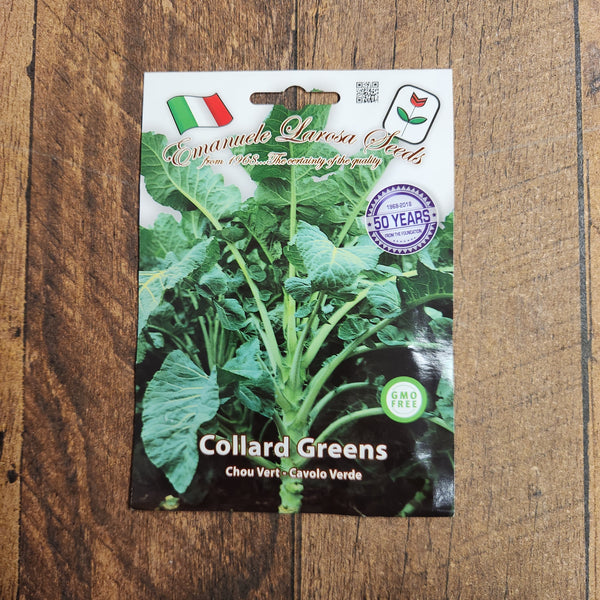 Emanuele Larosa Seeds
from 1968...The certainty of the quality
1968-2018
50 YEARS
FROM THE FOUNDATION
GMO
FREE
Collard Greens
Chou Vert - Cavolo Verde